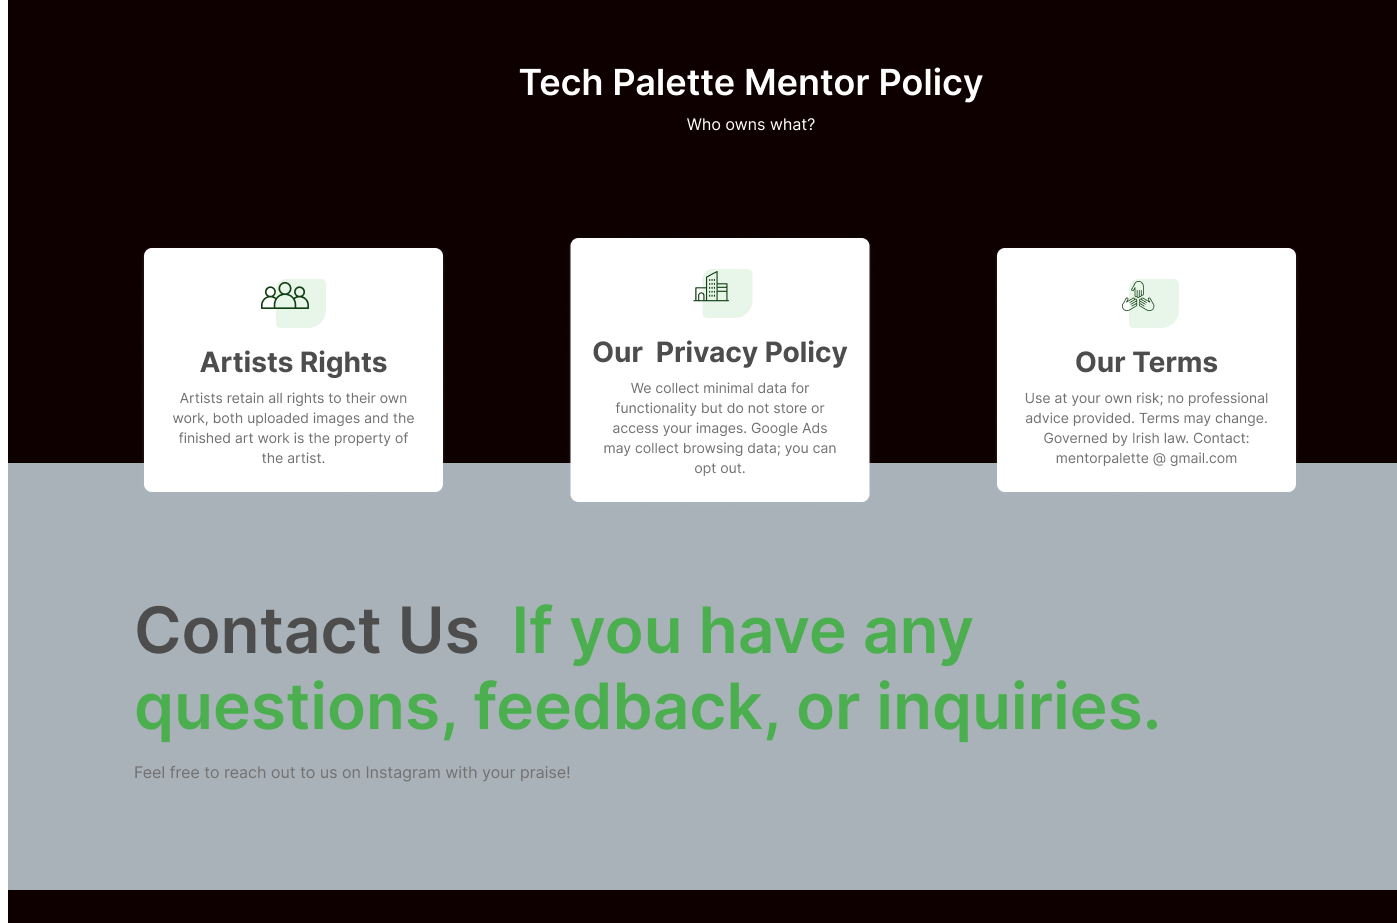 Tech Palette Mentor Policy
Who owns what?
Artists Rights
Artists retain all rights to their own
work, both uploaded images and the
finished art work is the property of
the artist.
Our  Privacy Policy
We collect minimal data for
functionality but do not store or
access your images. Google Ads
may collect browsing data; you can
opt out.
Our Terms
Use at your own risk; no professional
advice provided. Terms may change.
Governed by Irish law. Contact:
mentorpalette @ gmail.com
Contact Us  If you have any
questions, feedback, or inquiries.
Feel free to reach out to us on Instagram with your praise!